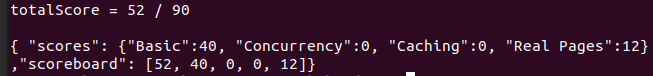 totalScore = 52 / 90
{ "scores": {"Basic":40, "Concurrency":0, "Caching":0, "Real Pages":12}
,"scoreboard": [52, 40, 0, 0, 12]}